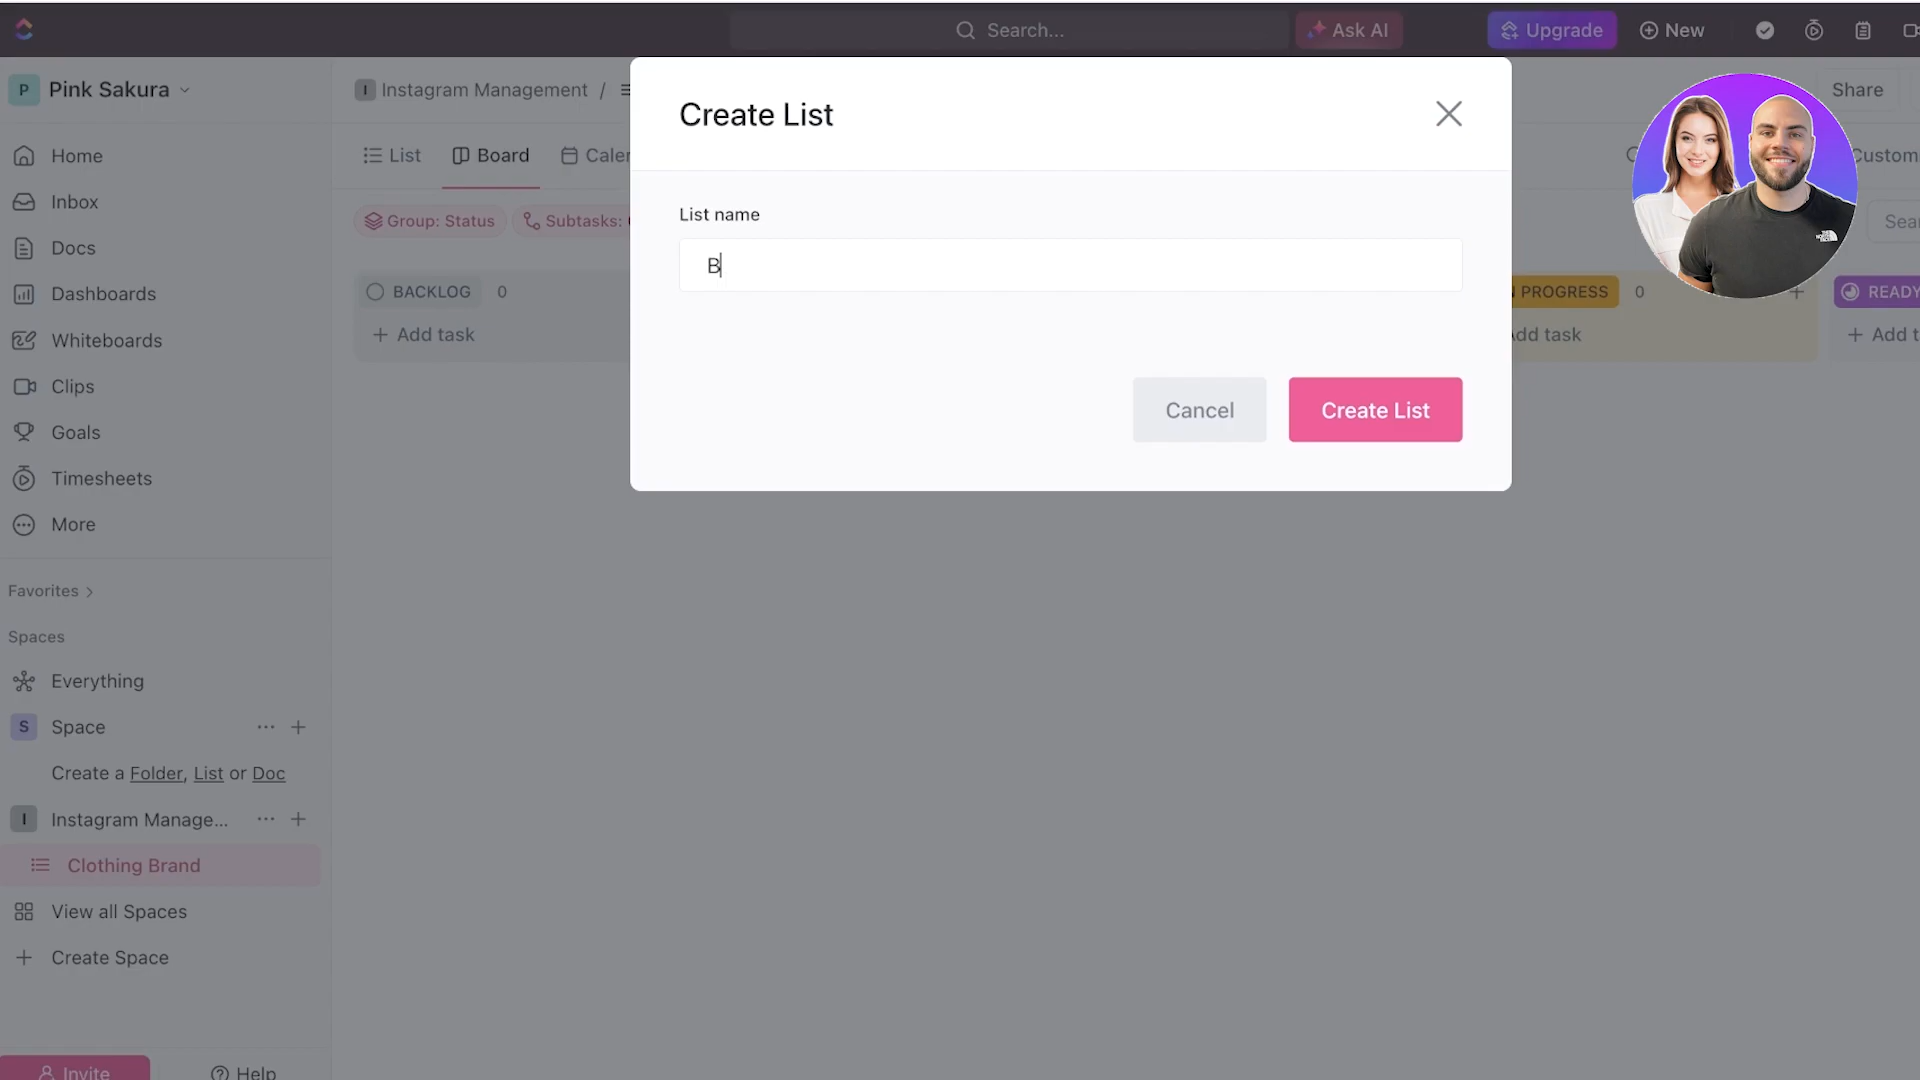 Search...
Ask AI
Upgrade
New
P
Pink Sakura
I Instagram Management /
Share
Create List
Home
List
Board
Inbox
List name
Docs
Group: Status
Subtasks:
B
Dashboards
BACKLOG 0
PROGRESS 0
READY
+ Add task
Whiteboards
Clips
Cancel
Create List
Goals
Timesheets
More
Favorites
Spaces
Everything
S Space
Create a Folder, List or Doc
I Instagram Manage...
Clothing Brand
View all Spaces
+ Create Space
Invite
Help